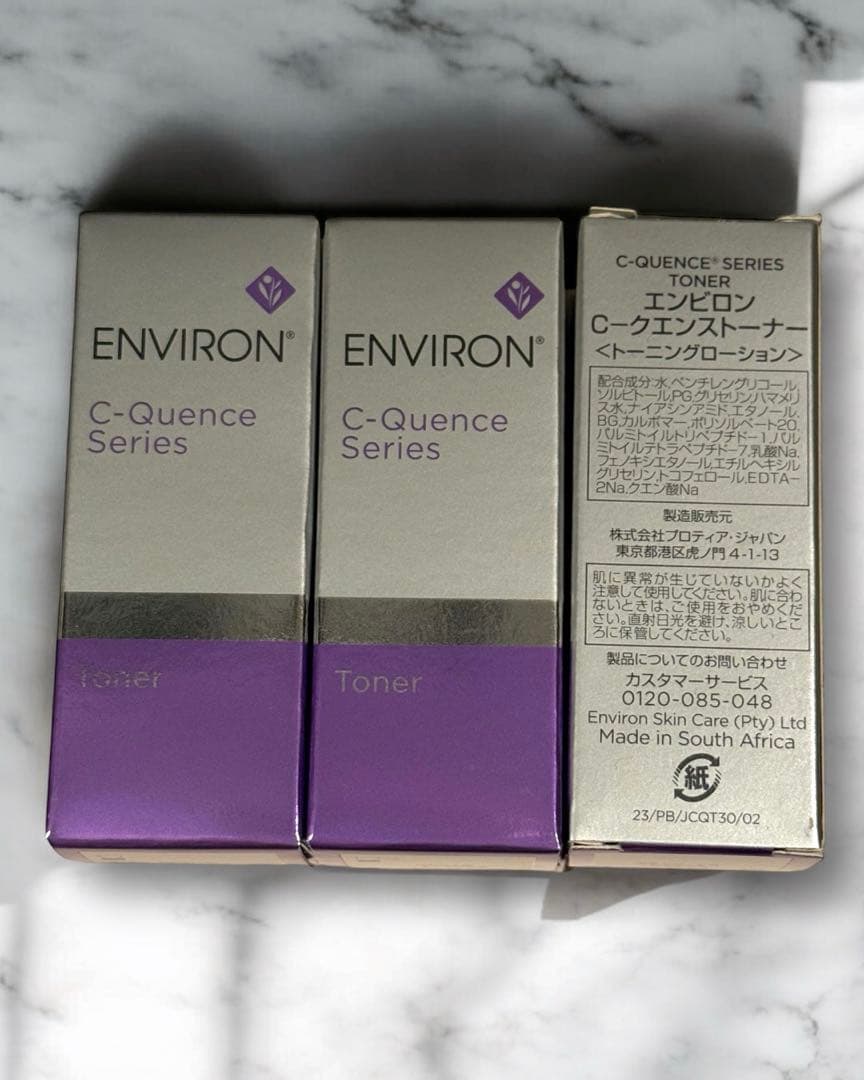 ENVIRON®
C-Quence
Series
Toner
ENVIRON®
C-Quence
Series
Toner
C-QUENCE® SERIES
TONER
エンビロン
C-クエンストーナー
<トーニングローション>
配合成分:水,ペンチレングリコール,
ソルビトール,PG,グリセリン,ハマメリ
ス水,ナイアシンアミド,エタノール,
BG,カルボマー,ポリソルベート20,
パルミトイルトリペプチド-1,パル
ミトイルテトラペプチド-7,乳酸Na,
フェノキシエタノール,エチルヘキシル
グリセリン,トコフェロール,EDTA-
2Na,クエン酸Na
製造販売元
株式会社プロティア・ジャパン
東京都港区虎ノ門 4-1-13
肌に異常が生じていないかよく
注意して使用してください。肌に合わ
ないときは、ご使用をおやめくだ
さい。直射日光を避け、涼しいとこ
ろに保管してください。
製品についてのお問い合わせ
カスタマーサービス
0120-085-048
Environ Skin Care (Pty) Ltd
Made in South Africa
紙
23/PB/JCQT30/02